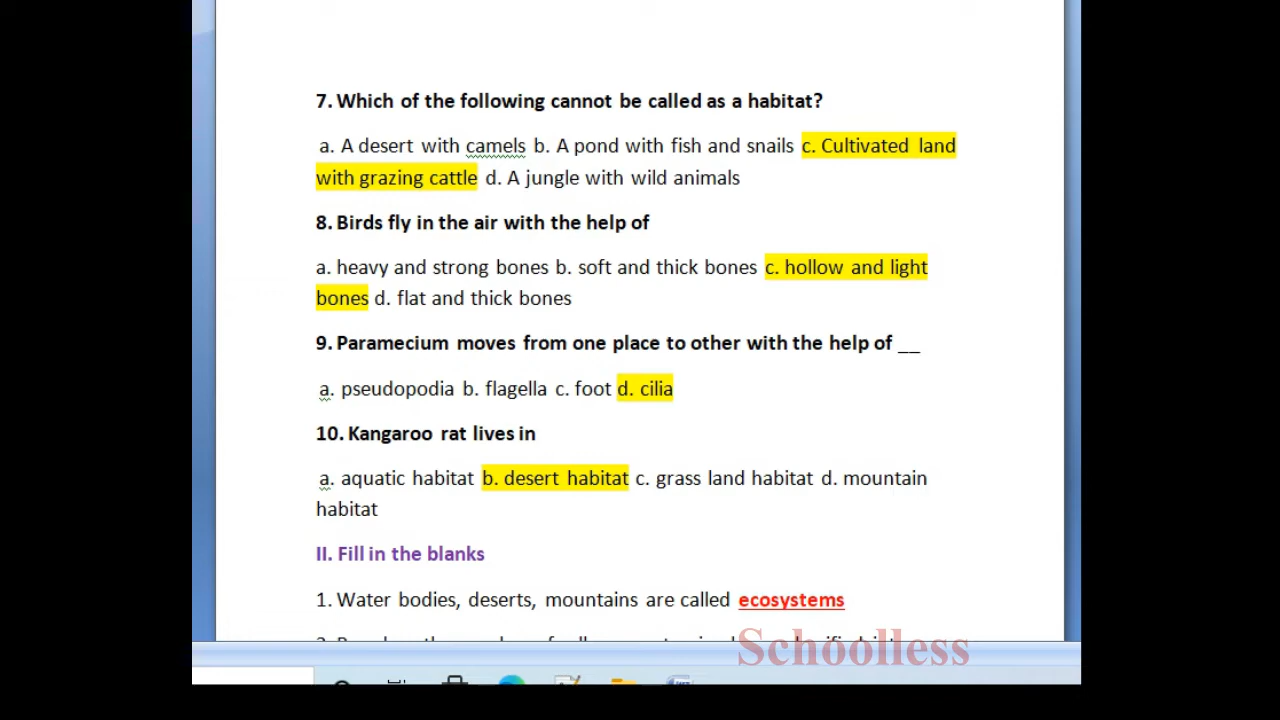 7. Which of the following cannot be called as a habitat?
a. A desert with camels b. A pond with fish and snails c. Cultivated land
with grazing cattle d. A jungle with wild animals
8. Birds fly in the air with the help of
a. heavy and strong bones b. soft and thick bones c. hollow and light
bones d. flat and thick bones
9. Paramecium moves from one place to other with the help of __
a. pseudopodia b. flagella c. foot d. cilia
10. Kangaroo rat lives in
a. aquatic habitat b. desert habitat c. grass land habitat d. mountain
habitat
II. Fill in the blanks
1. Water bodies, deserts, mountains are called ecosystems
Schoolless